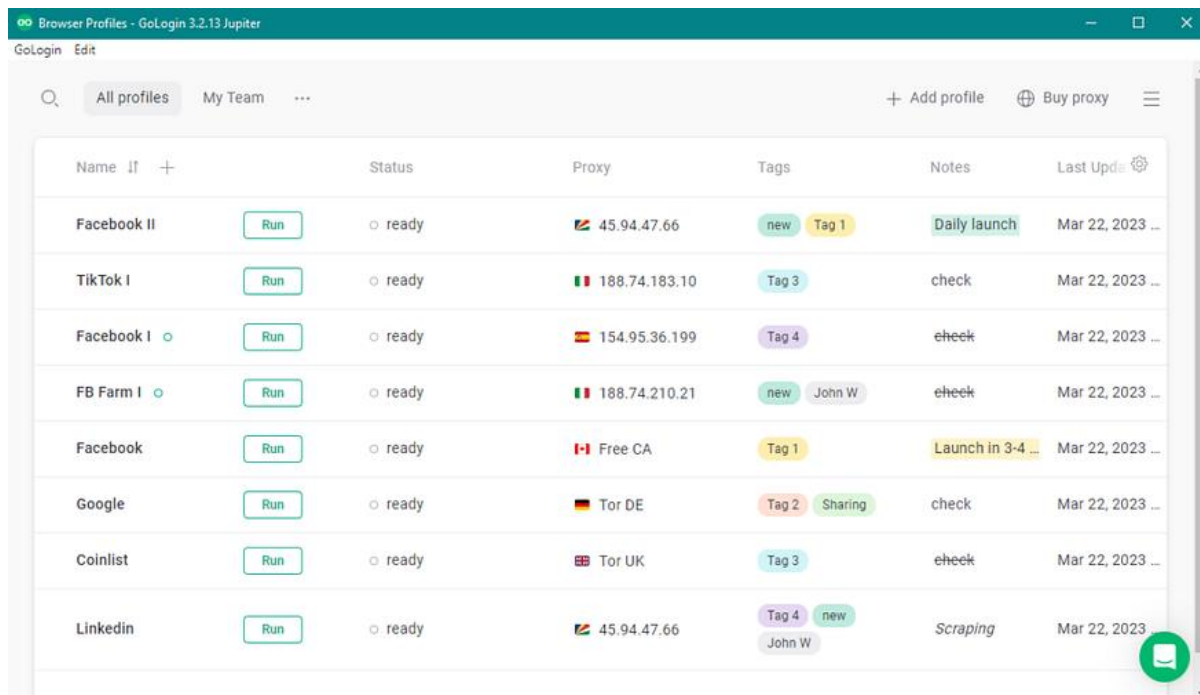 Browser Profiles - GoLogin 3.2.13 Jupiter
GoLogin Edit
All profiles My Team ... + Add profile Buy proxy
Name Status Proxy Tags Notes Last Upda
Facebook II Run ready 45.94.47.66 new Tag 1 Daily launch Mar 22, 2023 ...
TikTok I Run ready 188.74.183.10 Tag 3 check Mar 22, 2023 ...
Facebook I Run ready 154.95.36.199 Tag 4 check Mar 22, 2023 ...
FB Farm I Run ready 188.74.210.21 new John W check Mar 22, 2023 ...
Facebook Run ready Free CA Tag 1 Launch in 3-4 ... Mar 22, 2023 ...
Google Run ready Tor DE Tag 2 Sharing check Mar 22, 2023 ...
Coinlist Run ready Tor UK Tag 3 check Mar 22, 2023 ...
Linkedin Run ready 45.94.47.66 Tag 4 new Scraping Mar 22, 2023 ...
John W